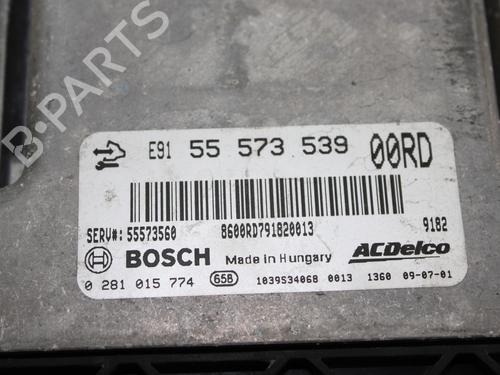 B-PARTS
E91 55 573 539 00RD
SERV#: 55573560 8600RD791820013 9182
BOSCH Made in Hungary ACDelco
0 281 015 774 658 1039S34068 0013 1360 09-07-01